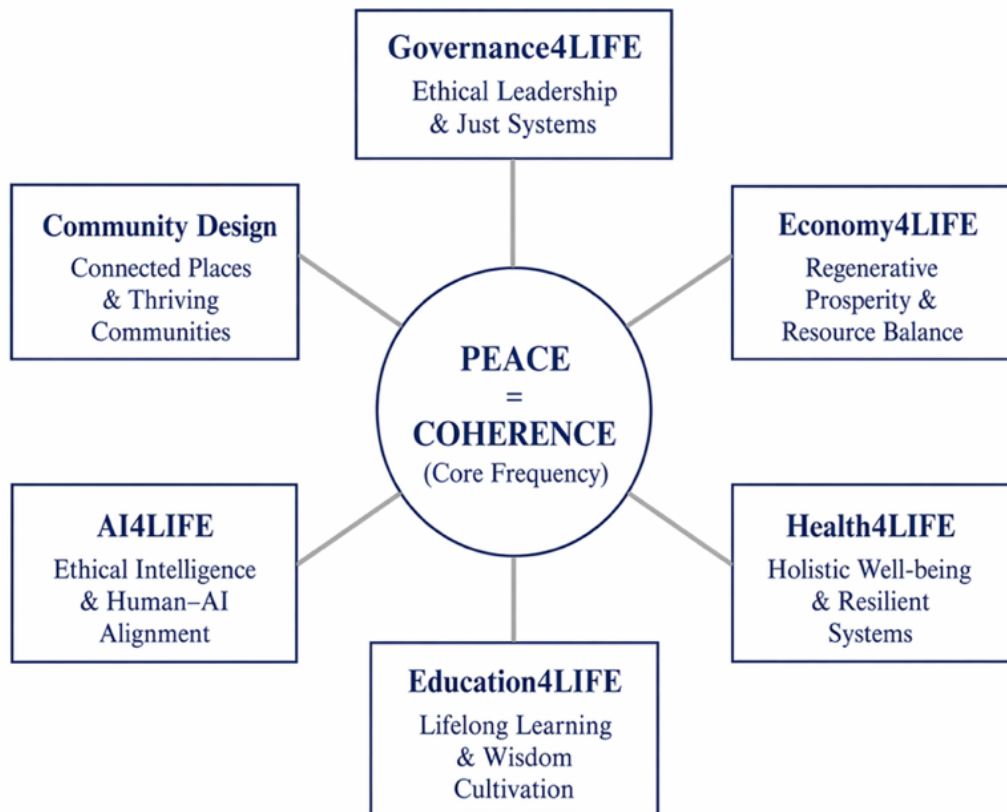 Governance4LIFE
Ethical Leadership
& Just Systems
Community Design
Connected Places
& Thriving
Communities
Economy4LIFE
Regenerative
Prosperity &
Resource Balance
PEACE
=
COHERENCE
(Core Frequency)
AI4LIFE
Ethical Intelligence
& Human–AI
Alignment
Health4LIFE
Holistic Well-being
& Resilient
Systems
Education4LIFE
Lifelong Learning
& Wisdom
Cultivation